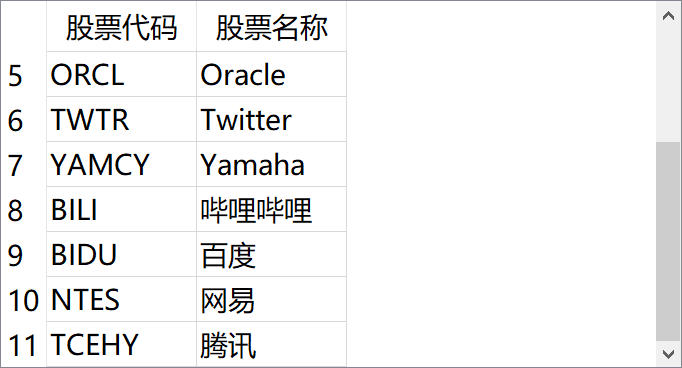 股票代码 股票名称
5 ORCL Oracle
6 TWTR Twitter
7 YAMCY Yamaha
8 BILI 哔哩哔哩
9 BIDU 百度
10 NTES 网易
11 TCEHY 腾讯